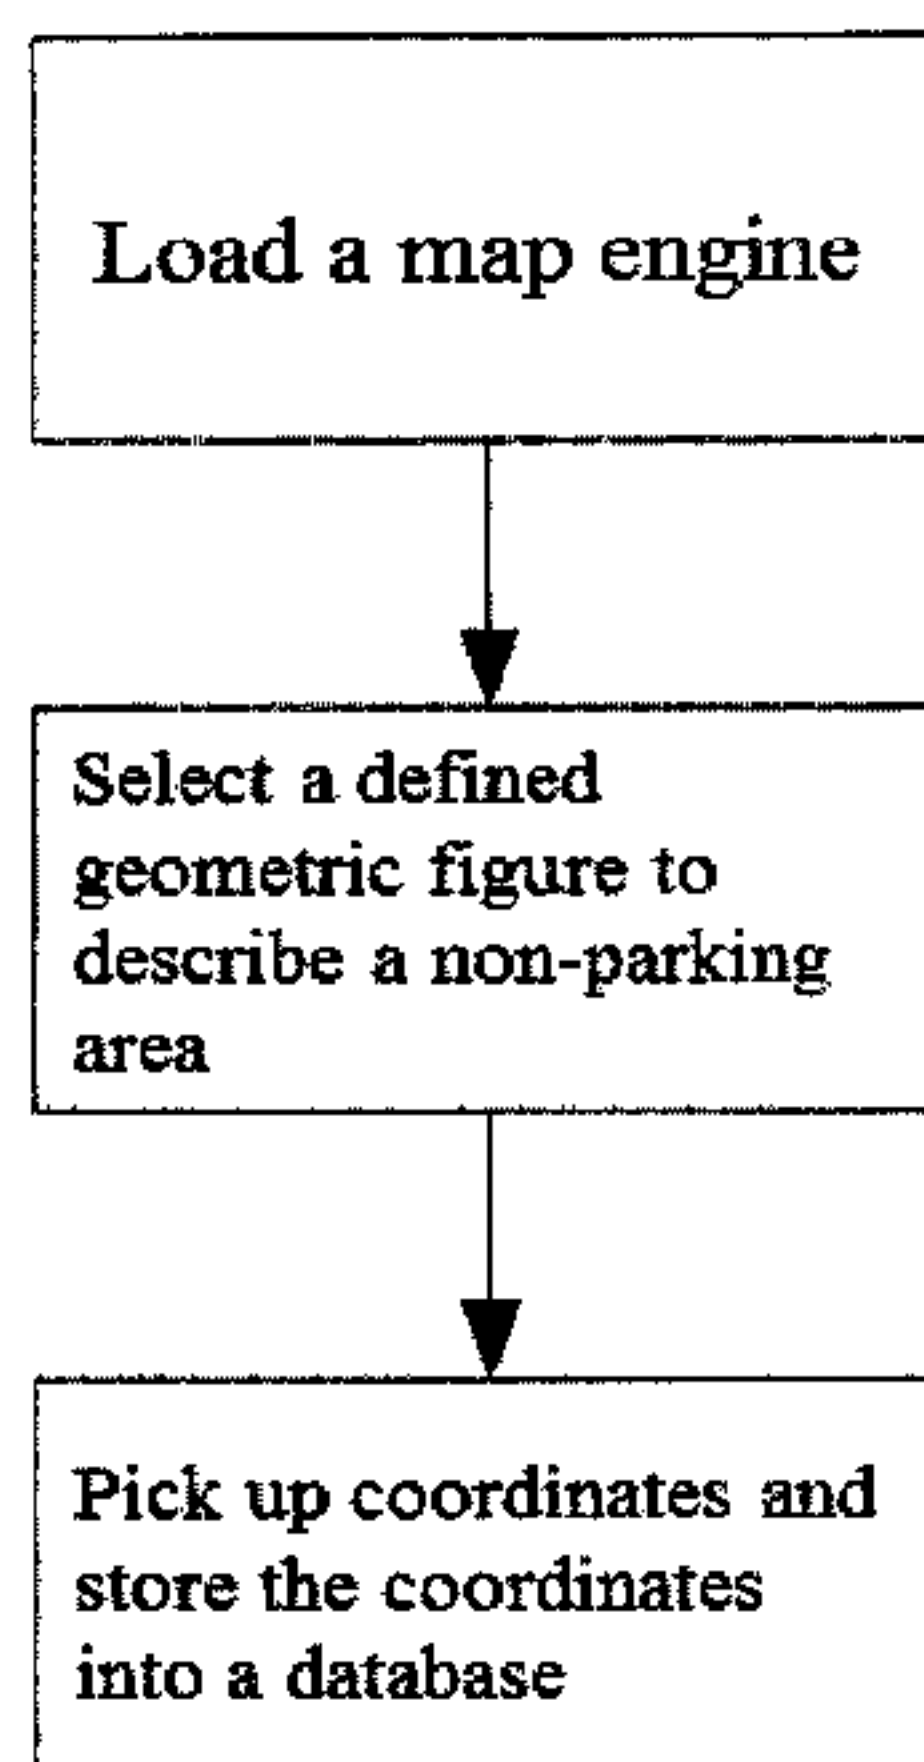 Load a map engine
Select a defined
geometric figure to
describe a non-parking
area
Pick up coordinates and
store the coordinates
into a database